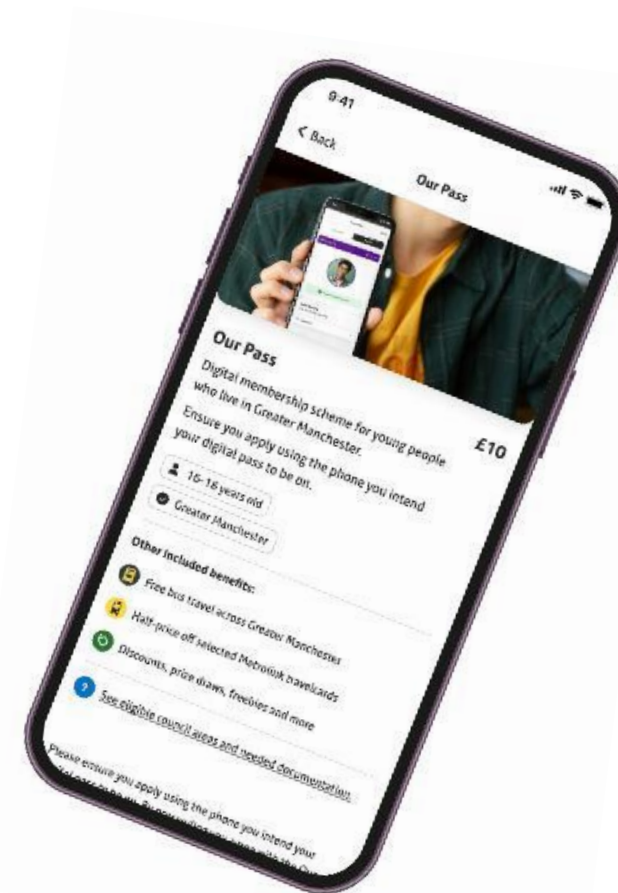 9:41
Back
Our Pass
Our Pass
£10
Digital membership scheme for young people
who live in Greater Manchester.
Ensure you apply using the phone you intend
your digital pass to be on.
16-18 years old
Greater Manchester
Other included benefits:
Free bus travel across Greater Manchester
Half-price off selected Metrolink travelcards
Discounts, prize draws, freebies and more
?
See eligible council areas and needed documentation
Please ensure you apply using the phone you intend your